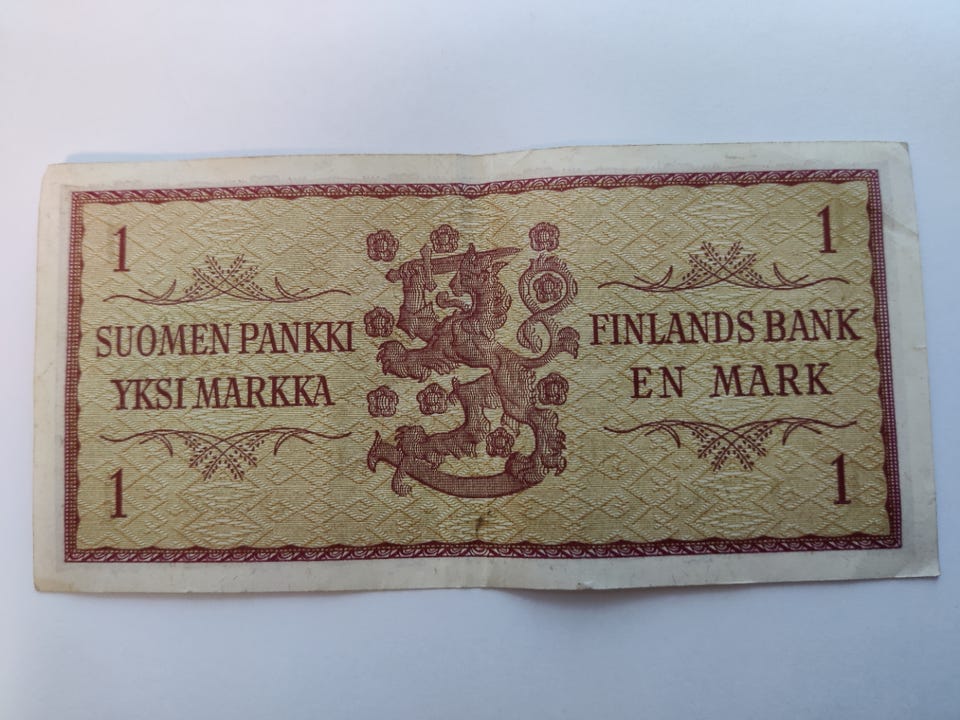 1
1
SUOMEN PANKKI
YKSI MARKKA
FINLANDS BANK
EN MARK
1
1